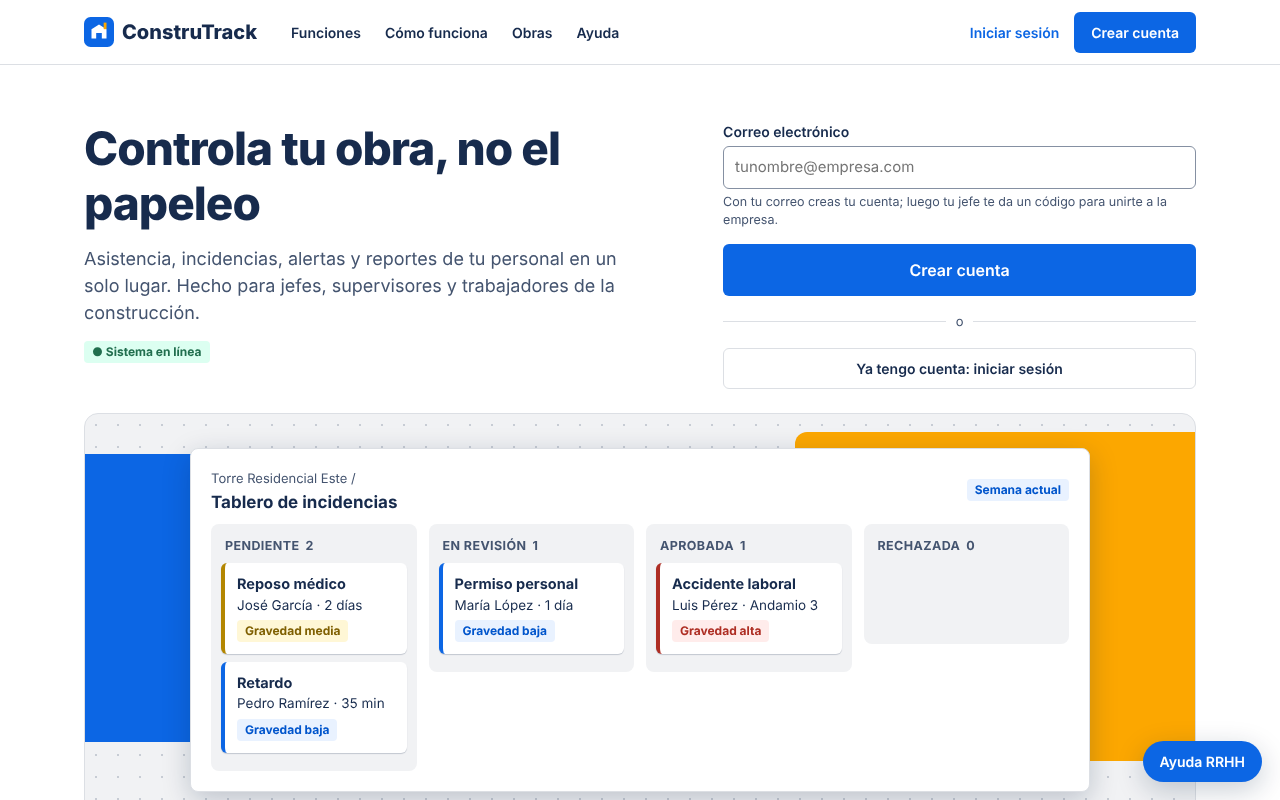 ConstruTrack
Funciones
Cómo funciona
Obras
Ayuda
Iniciar sesión
Crear cuenta
Controla tu obra, no el
papeleo
Asistencia, incidencias, alertas y reportes de tu personal en un
solo lugar. Hecho para jefes, supervisores y trabajadores de la
construcción.
Sistema en línea
Correo electrónico
tunombre@empresa.com
Con tu correo creas tu cuenta; luego tu jefe te da un código para unirte a la
empresa.
Crear cuenta
o
Ya tengo cuenta: iniciar sesión
Torre Residencial Este /
Tablero de incidencias
Semana actual
PENDIENTE 2
Reposo médico
José García · 2 días
Gravedad media
Retardo
Pedro Ramírez · 35 min
Gravedad baja
EN REVISIÓN 1
Permiso personal
María López · 1 día
Gravedad baja
APROBADA 1
Accidente laboral
Luis Pérez · Andamio 3
Gravedad alta
RECHAZADA 0
Ayuda RRHH